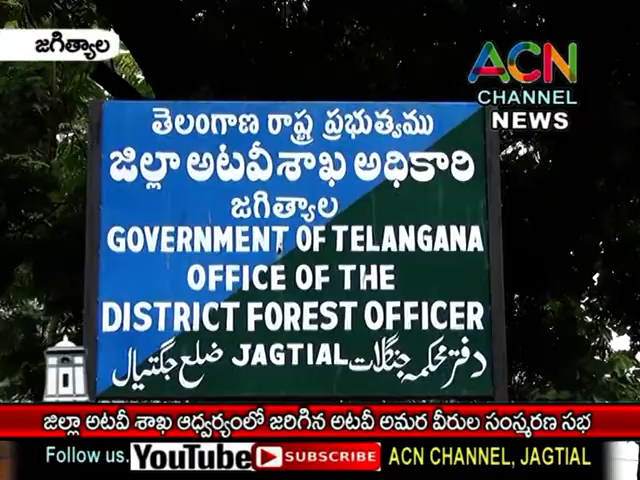 జగిత్యాల
ACN
CHANNEL
NEWS
తెలంగాణ రాష్ట్ర ప్రభుత్వము
జిల్లా అటవీశాఖ అధికారి
జగిత్యాల
GOVERNMENT OF TELANGANA
OFFICE OF THE
DISTRICT FOREST OFFICER
دفتر محکمہ جنگلات JAGTIAL ضلع جگتیال
జిల్లా అటవీ శాఖ ఆధ్వర్యంలో జరిగిన అటవీ అమర వీరుల సంస్మరణ సభ
Follow us. YouTube SUBSCRIBE ACN CHANNEL, JAGTIAL